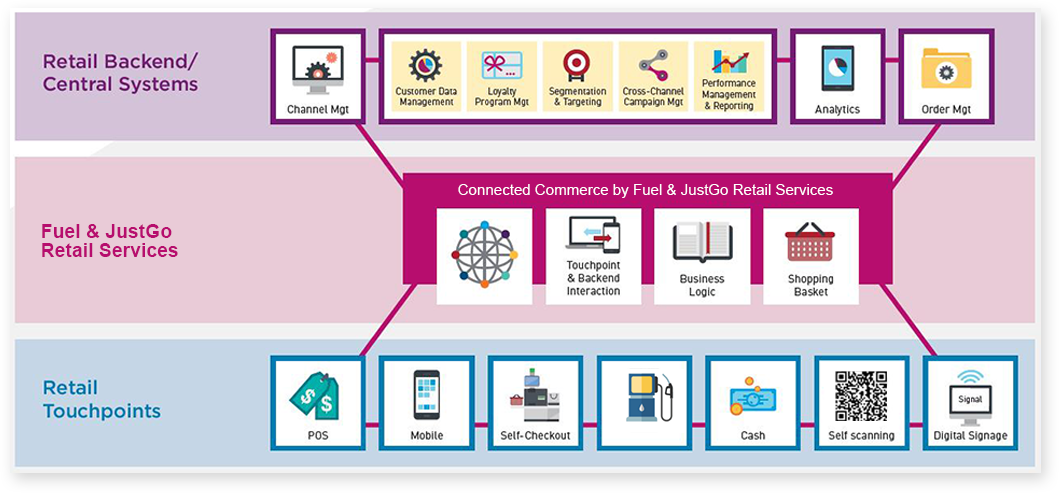 Retail Backend/
Central Systems
Channel Mgt
Customer Data
Management
Loyalty
Program Mgt
Segmentation
& Targeting
Cross-Channel
Campaign Mgt
Performance
Management
& Reporting
Analytics
Order Mgt
Fuel & JustGo
Retail Services
Connected Commerce by Fuel & JustGo Retail Services
Touchpoint
& Backend
Interaction
Business
Logic
Shopping
Basket
Retail
Touchpoints
POS
Mobile
Self-Checkout
Cash
Self scanning
Signal
Digital Signage